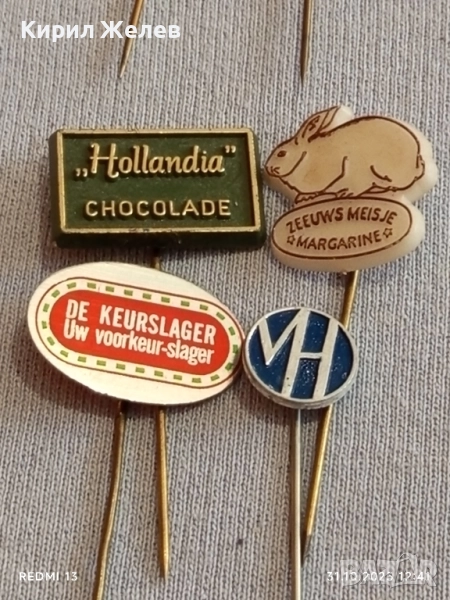 Кирил Желев
„Hollandia"
CHOCOLADE
ZEEUWS MEISJE
MARGARINE
DE KEURSLAGER
Uw voorkeur-slager
VH
REDMI 13
31.10.2025 12:41